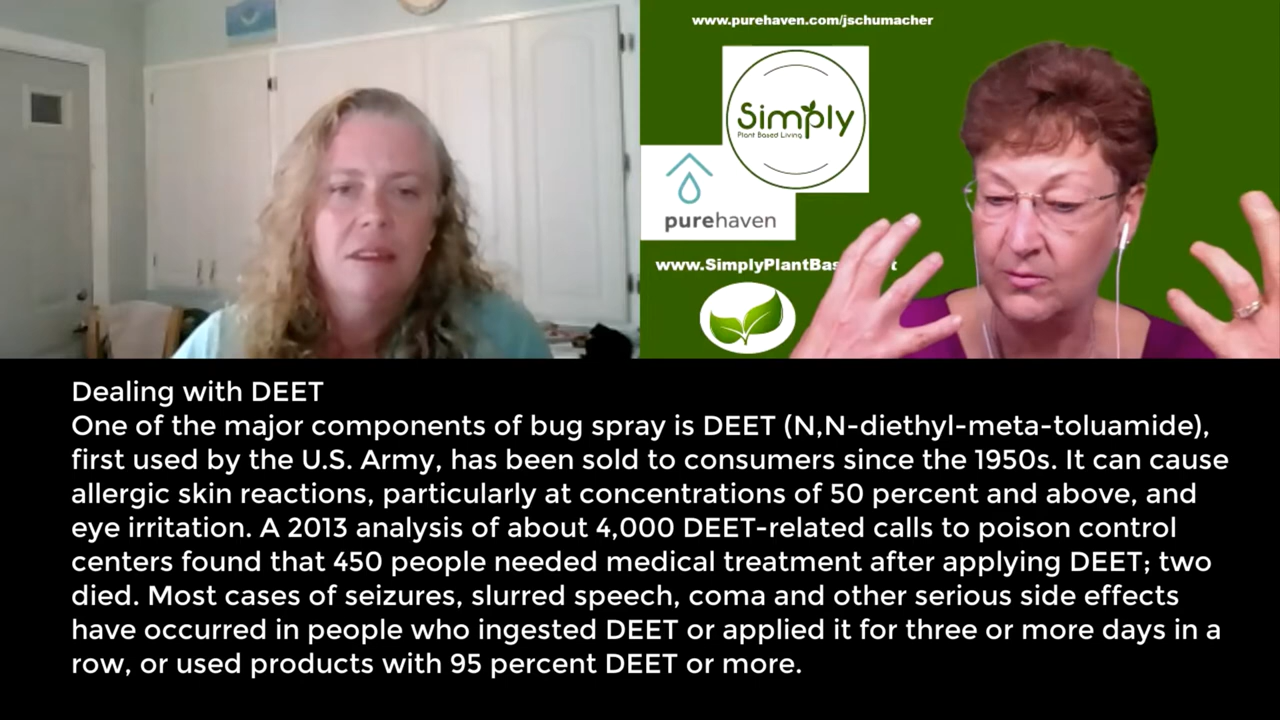 www.purehaven.com/jschumacher
Simply
Plant Based Living
purehaven
www.SimplyPlantBas
Dealing with DEET
One of the major components of bug spray is DEET (N,N-diethyl-meta-toluamide),
first used by the U.S. Army, has been sold to consumers since the 1950s. It can cause
allergic skin reactions, particularly at concentrations of 50 percent and above, and
eye irritation. A 2013 analysis of about 4,000 DEET-related calls to poison control
centers found that 450 people needed medical treatment after applying DEET; two
died. Most cases of seizures, slurred speech, coma and other serious side effects
have occurred in people who ingested DEET or applied it for three or more days in a
row, or used products with 95 percent DEET or more.